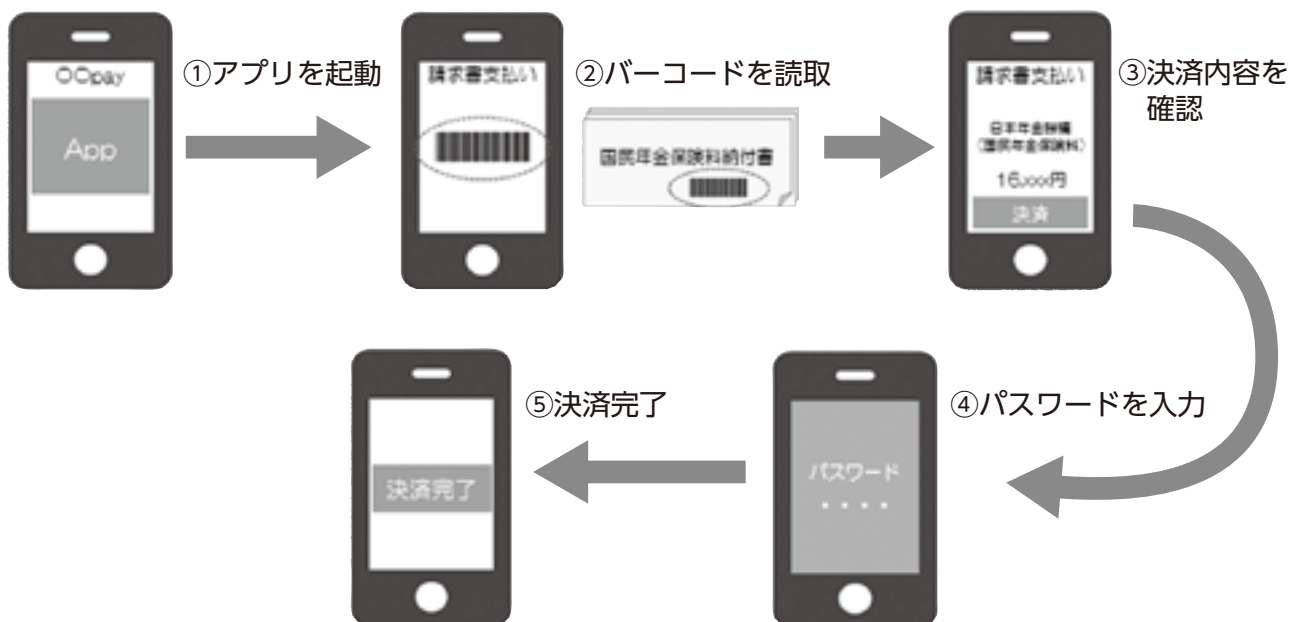 〇〇pay
App
①アプリを起動
請求書支払い
②バーコードを読取
国民年金保険料納付書
請求書支払い
日本年金機構
(国民年金保険料)
16,xxx円
決済
③決済内容を
確認
④パスワードを入力
パスワード
・・・・
⑤決済完了
決済完了